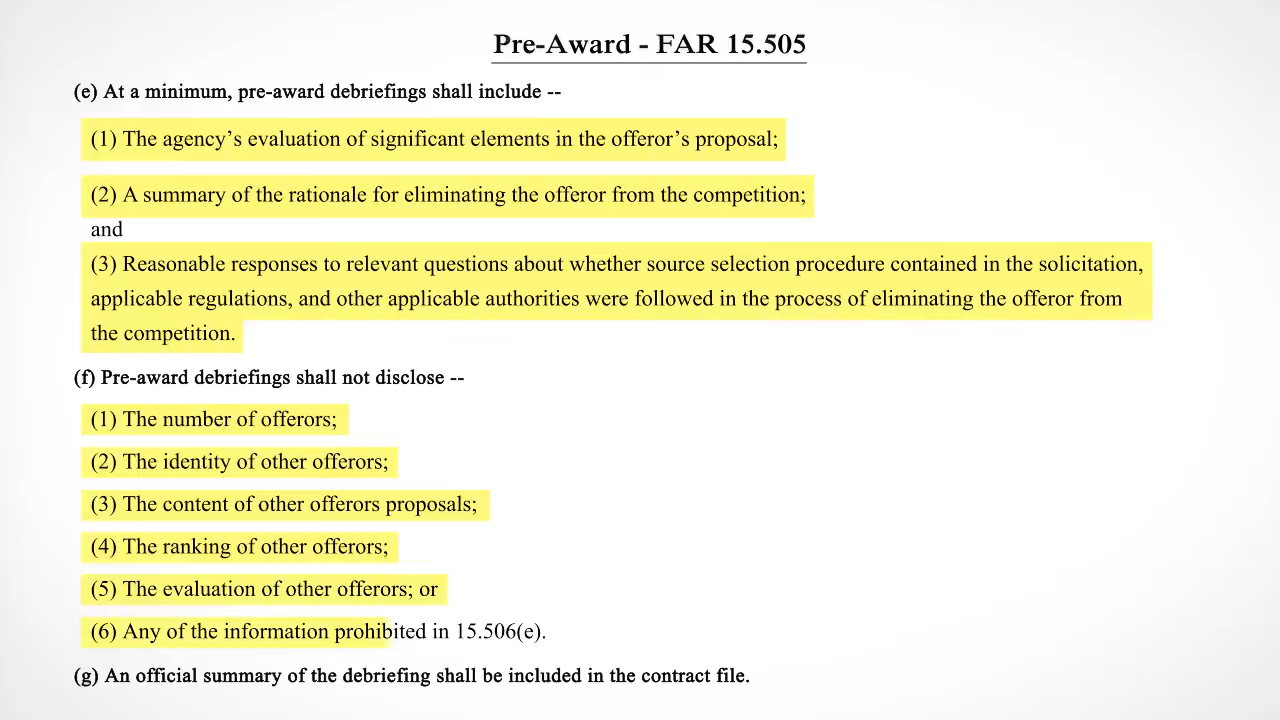 Pre-Award - FAR 15.505
(e) At a minimum, pre-award debriefings shall include --
(1) The agency’s evaluation of significant elements in the offeror’s proposal;
(2) A summary of the rationale for eliminating the offeror from the competition;
and
(3) Reasonable responses to relevant questions about whether source selection procedure contained in the solicitation,
applicable regulations, and other applicable authorities were followed in the process of eliminating the offeror from
the competition.
(f) Pre-award debriefings shall not disclose --
(1) The number of offerors;
(2) The identity of other offerors;
(3) The content of other offerors proposals;
(4) The ranking of other offerors;
(5) The evaluation of other offerors; or
(6) Any of the information prohibited in 15.506(e).
(g) An official summary of the debriefing shall be included in the contract file.